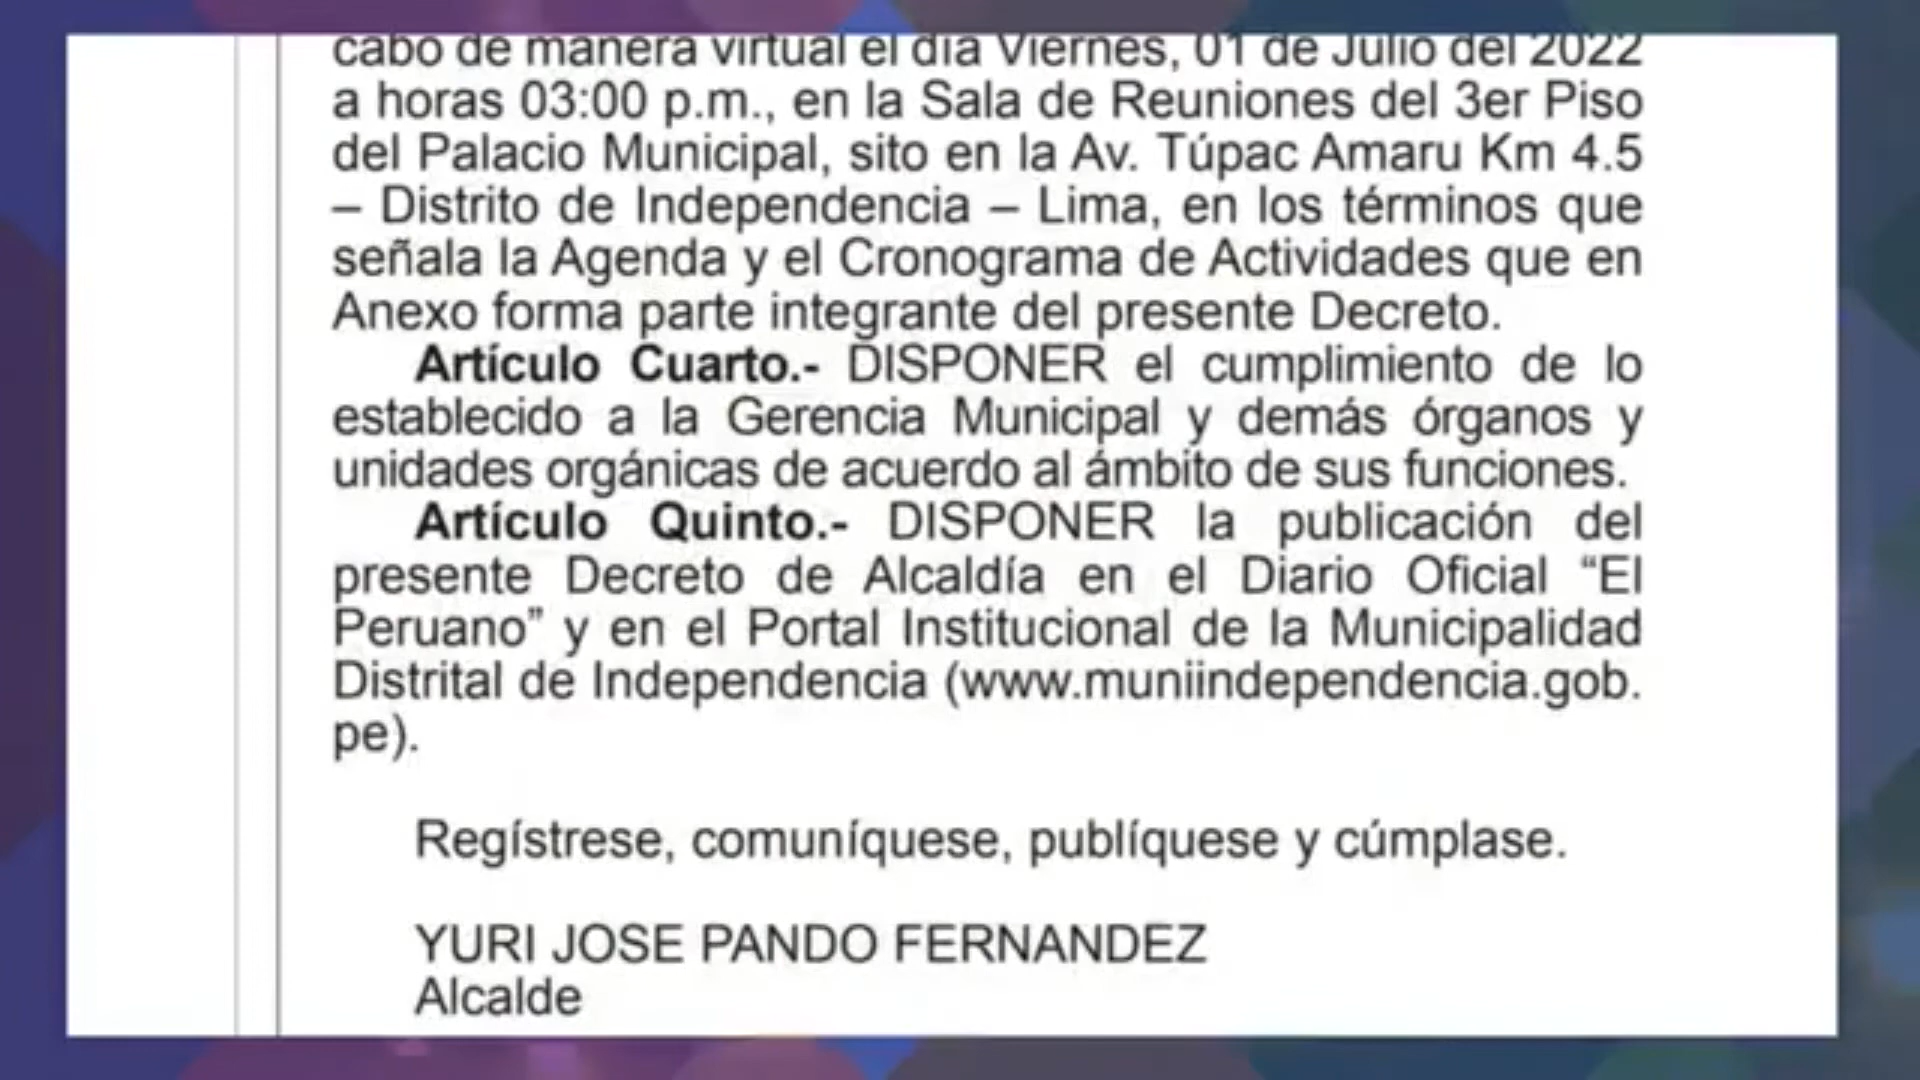 cabo de manera virtual el día Viernes, 01 de Julio del 2022
a horas 03:00 p.m., en la Sala de Reuniones del 3er Piso
del Palacio Municipal, sito en la Av. Túpac Amaru Km 4.5
– Distrito de Independencia – Lima, en los términos que
señala la Agenda y el Cronograma de Actividades que en
Anexo forma parte integrante del presente Decreto.
Artículo Cuarto.- DISPONER el cumplimiento de lo
establecido a la Gerencia Municipal y demás órganos y
unidades orgánicas de acuerdo al ámbito de sus funciones.
Artículo Quinto.- DISPONER la publicación del
presente Decreto de Alcaldía en el Diario Oficial “El
Peruano” y en el Portal Institucional de la Municipalidad
Distrital de Independencia (www.muniindependencia.gob.
pe).
Regístrese, comuníquese, publíquese y cúmplase.
YURI JOSE PANDO FERNANDEZ
Alcalde